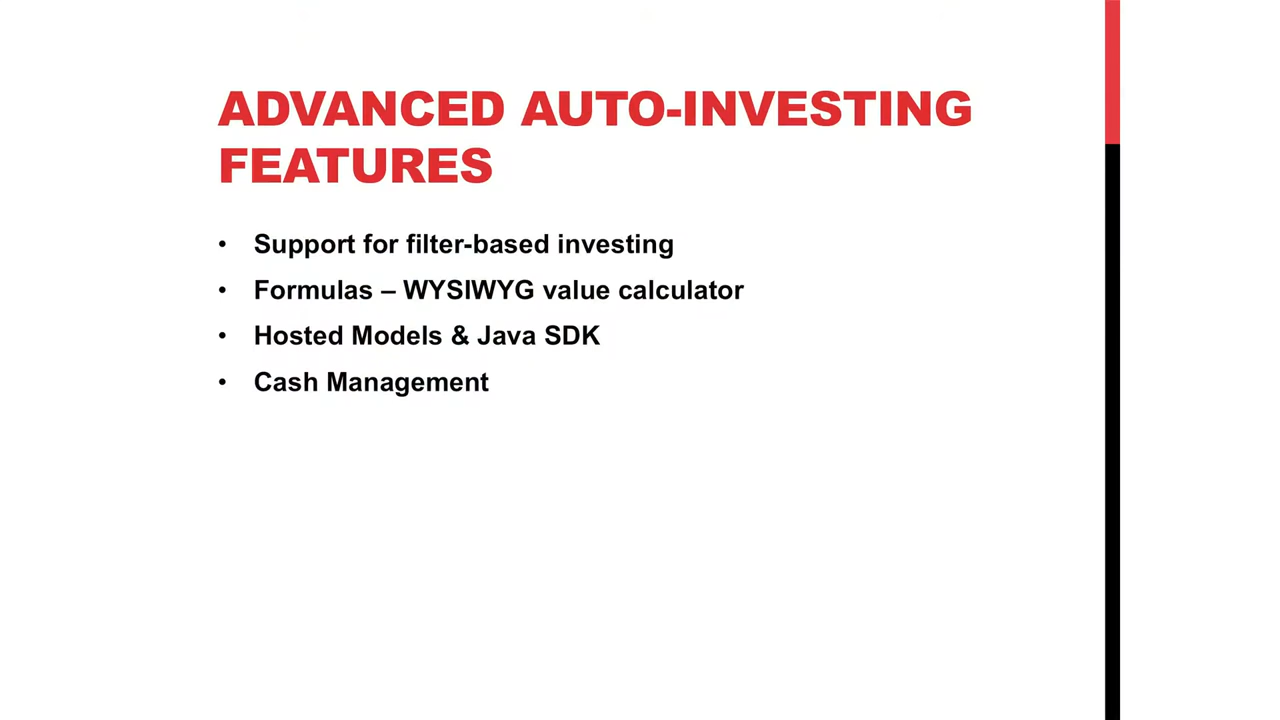 ADVANCED AUTO-INVESTING
FEATURES
• Support for filter-based investing
• Formulas – WYSIWYG value calculator
• Hosted Models & Java SDK
• Cash Management